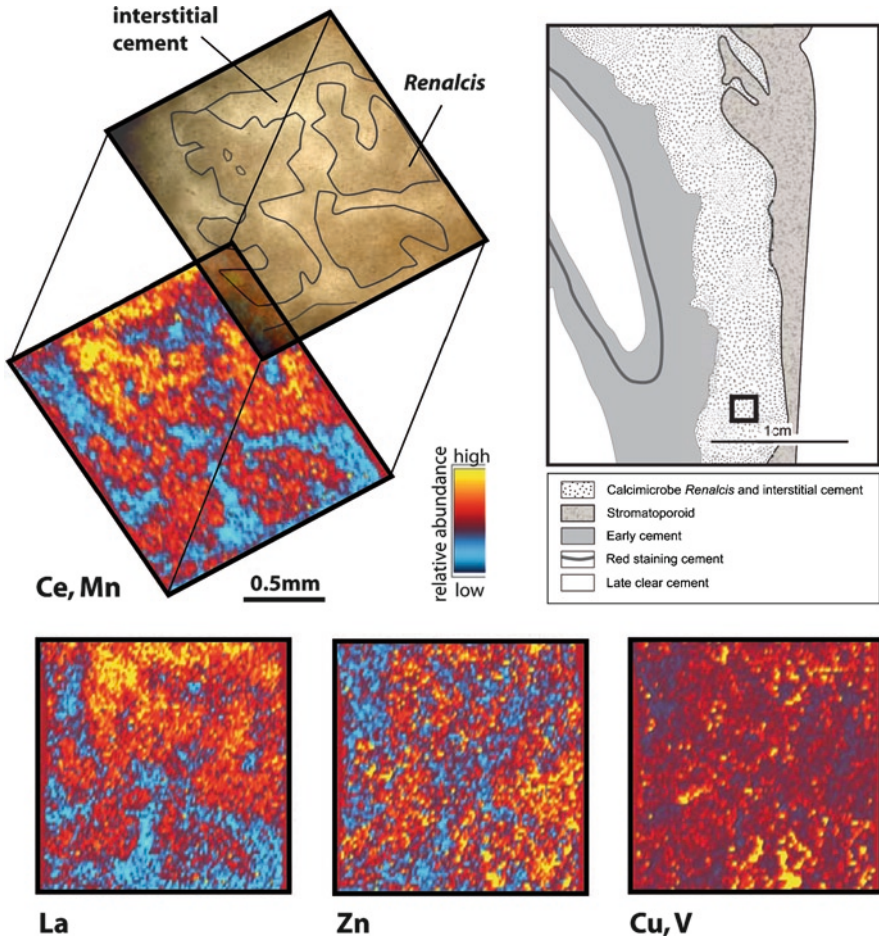 interstitial
cement
Renalcis
1cm
high
relative abundance
low
Ce, Mn
0.5mm
Calcimicrobe Renalcis and interstitial cement
Stromatoporoid
Early cement
Red staining cement
Late clear cement
La
Zn
Cu, V